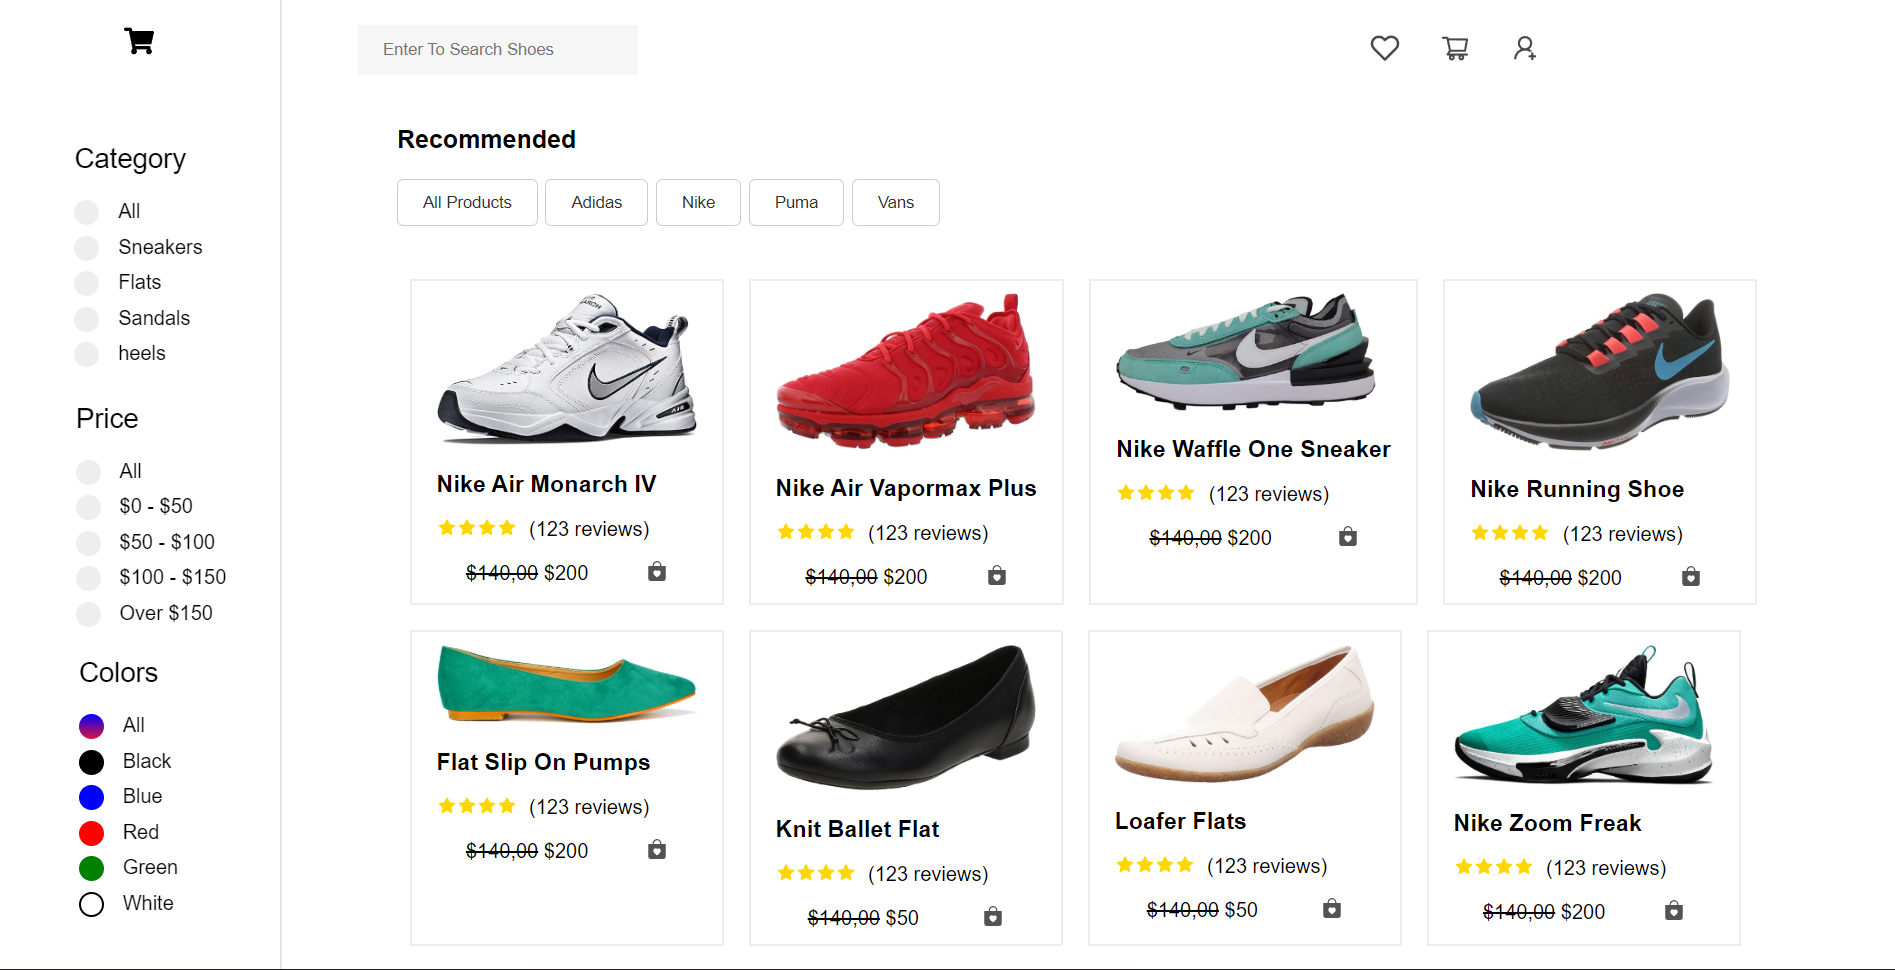 Enter To Search Shoes
Category
All
Sneakers
Flats
Sandals
heels
Price
All
$0 - $50
$50 - $100
$100 - $150
Over $150
Colors
All
Black
Blue
Red
Green
White
Recommended
All Products
Adidas
Nike
Puma
Vans
Nike Air Monarch IV
(123 reviews)
$140,00 $200
Nike Air Vapormax Plus
(123 reviews)
$140,00 $200
Nike Waffle One Sneaker
(123 reviews)
$140,00 $200
Nike Running Shoe
(123 reviews)
$140,00 $200
Flat Slip On Pumps
(123 reviews)
$140,00 $200
Knit Ballet Flat
(123 reviews)
$140,00 $50
Loafer Flats
(123 reviews)
$140,00 $50
Nike Zoom Freak
(123 reviews)
$140,00 $200